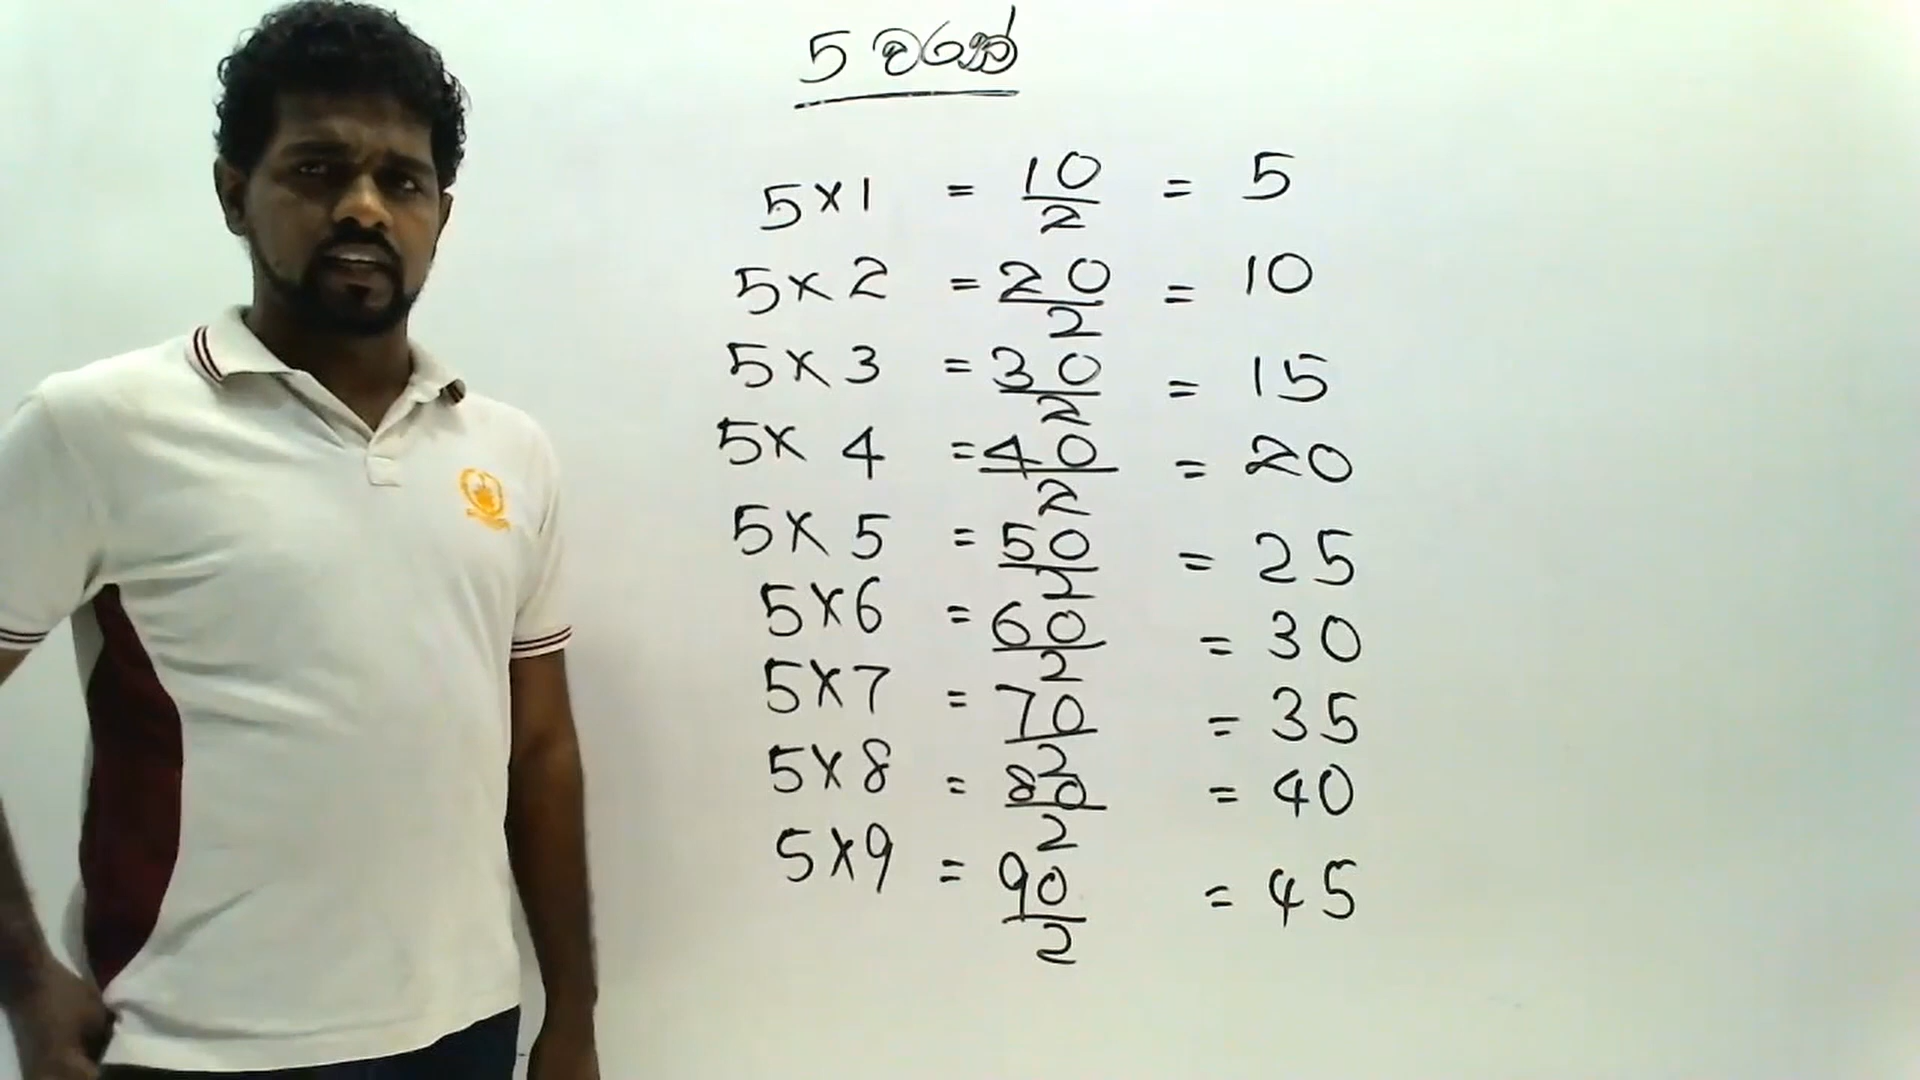 5 වරක්
5 x 1 = 10/2 = 5
5 x 2 = 20/2 = 10
5 x 3 = 30/2 = 15
5 x 4 = 40/2 = 20
5 x 5 = 50/2 = 25
5 x 6 = 60/2 = 30
5 x 7 = 70/2 = 35
5 x 8 = 80/2 = 40
5 x 9 = 90/2 = 45